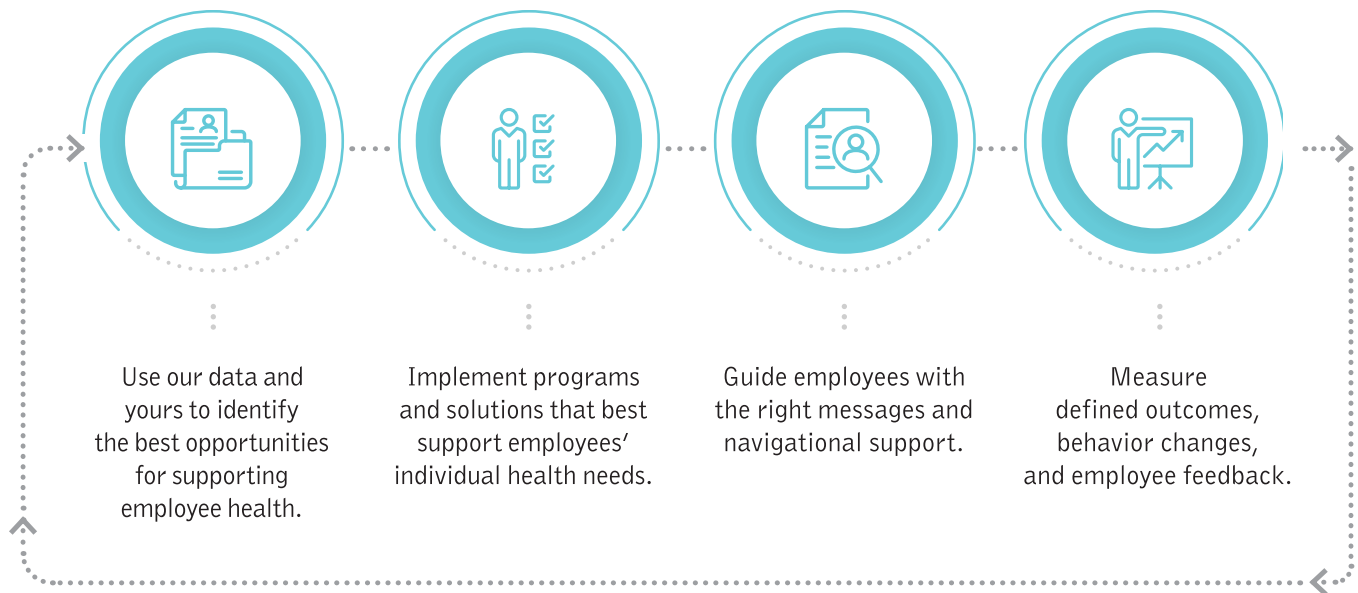 Use our data and
yours to identify
the best opportunities
for supporting
employee health.
Implement programs
and solutions that best
support employees’
individual health needs.
Guide employees with
the right messages and
navigational support.
Measure
defined outcomes,
behavior changes,
and employee feedback.